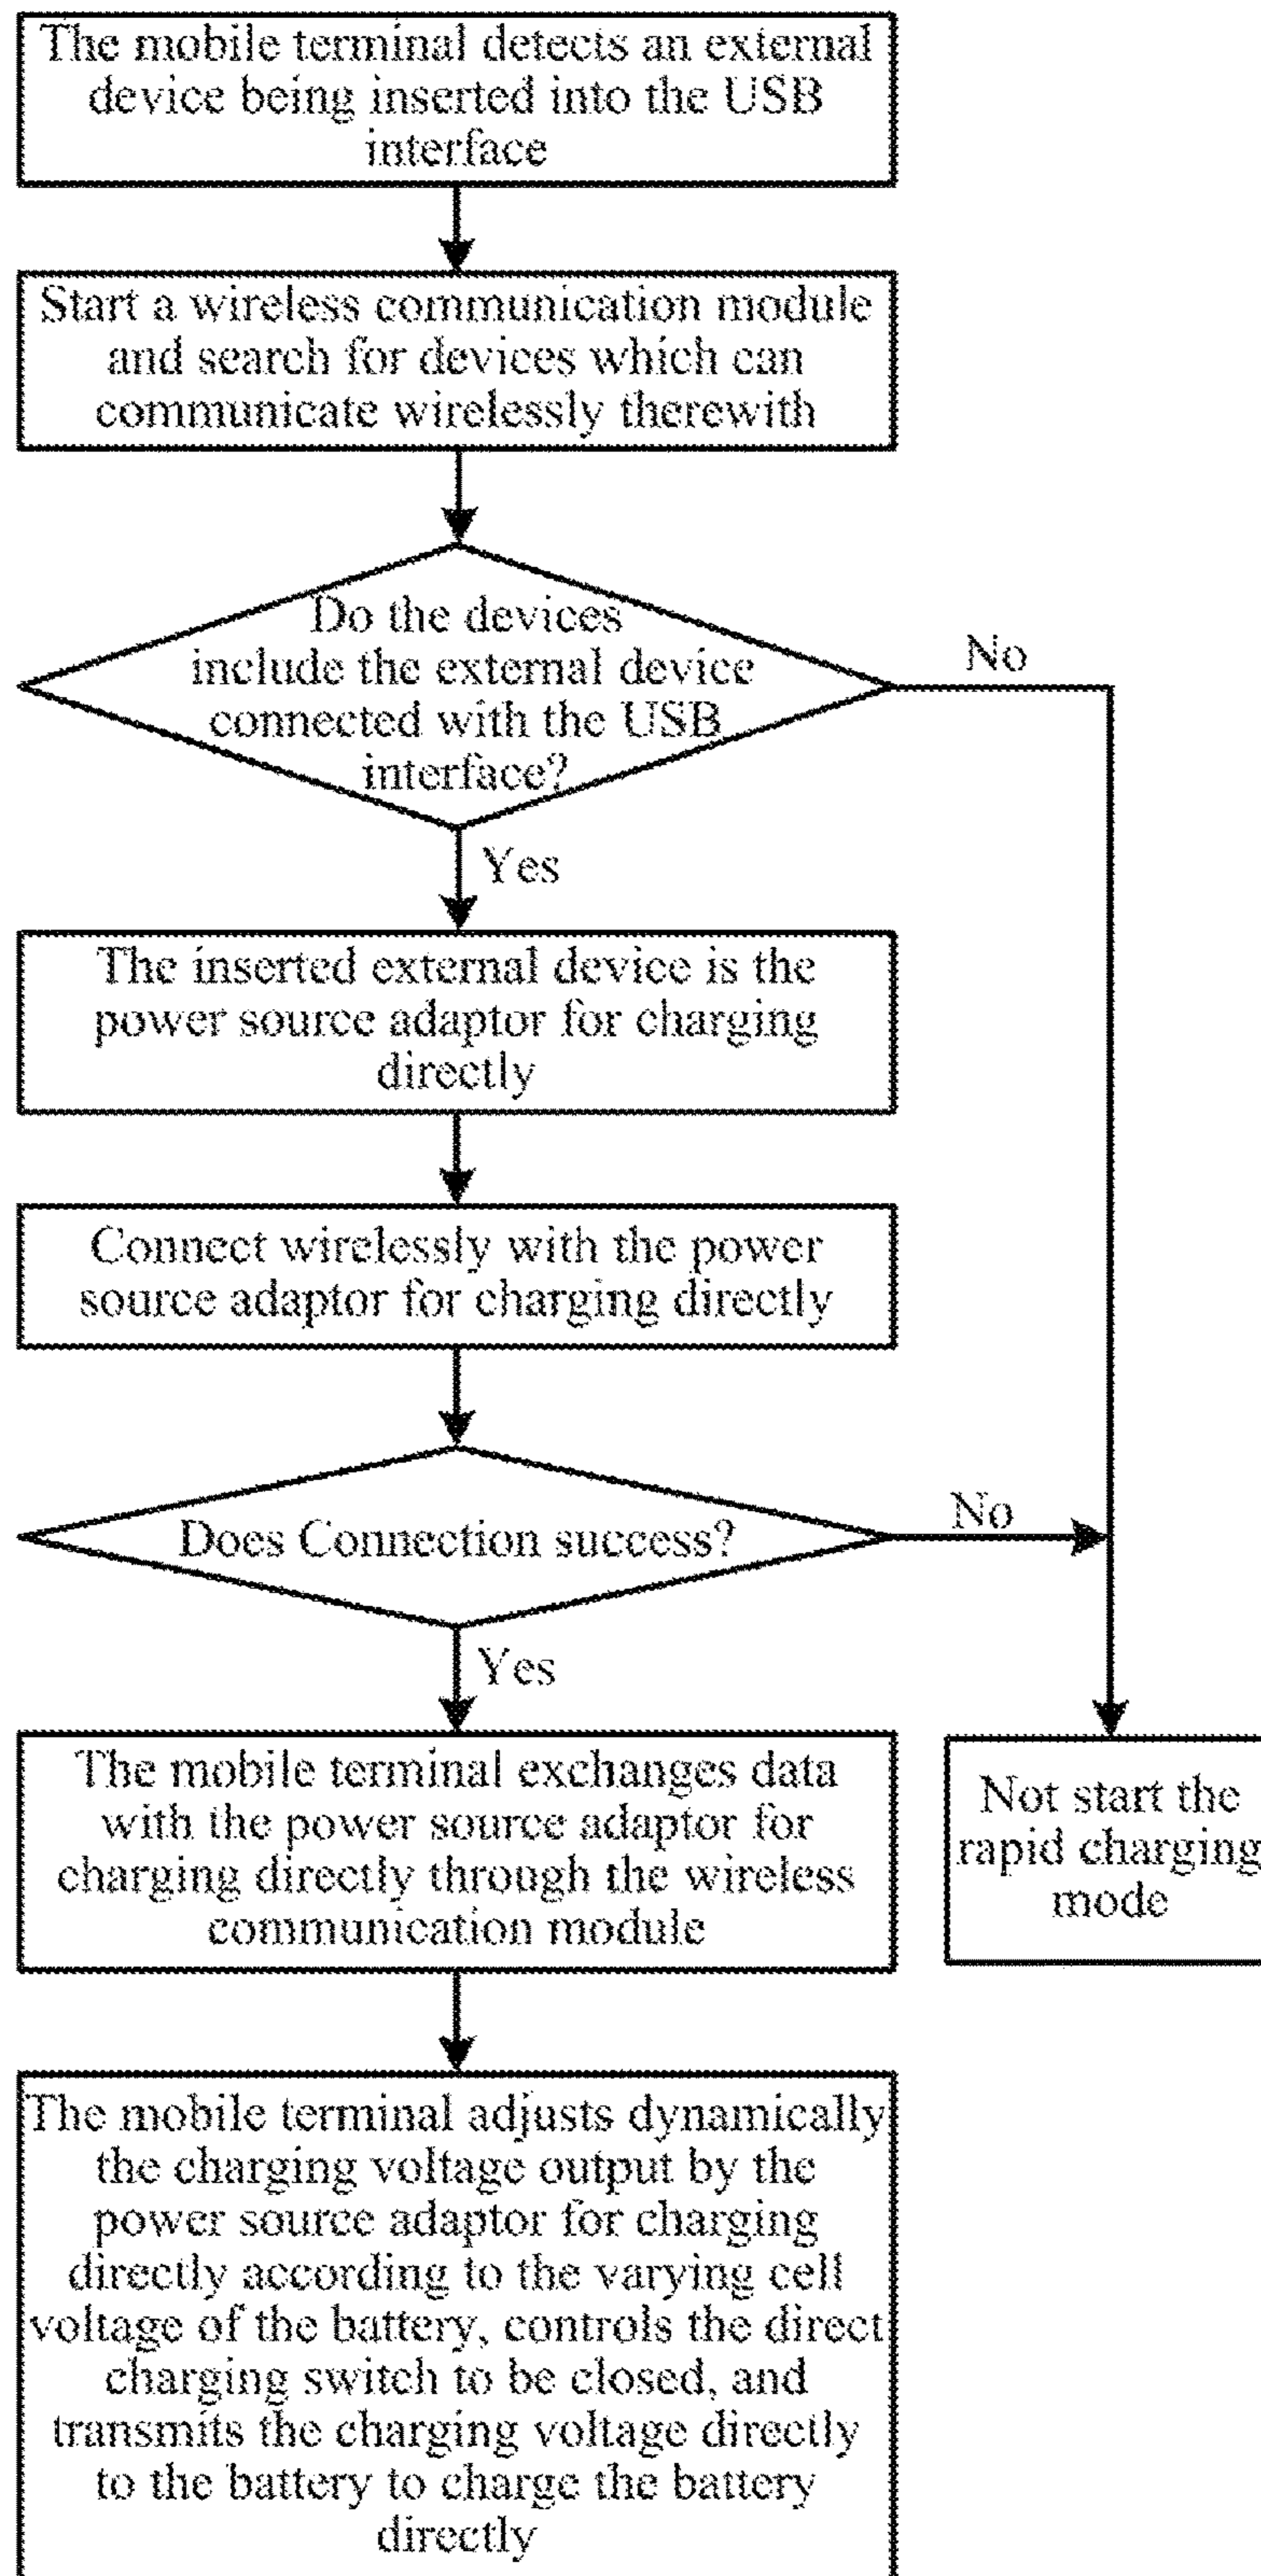 The mobile terminal detects an external
device being inserted into the USB
interface
Start a wireless communication module
and search for devices which can
communicate wirelessly therewith
Do the devices
include the external device
connected with the USB
interface?
No
Yes
The inserted external device is the
power source adaptor for charging
directly
Connect wirelessly with the power
source adaptor for charging directly
Does Connection success?
No
Yes
The mobile terminal exchanges data
with the power source adaptor for
charging directly through the wireless
communication module
Not start the
rapid charging
mode
The mobile terminal adjusts dynamically
the charging voltage output by the
power source adaptor for charging
directly according to the varying cell
voltage of the battery, controls the direct
charging switch to be closed, and
transmits the charging voltage directly
to the battery to charge the battery
directly